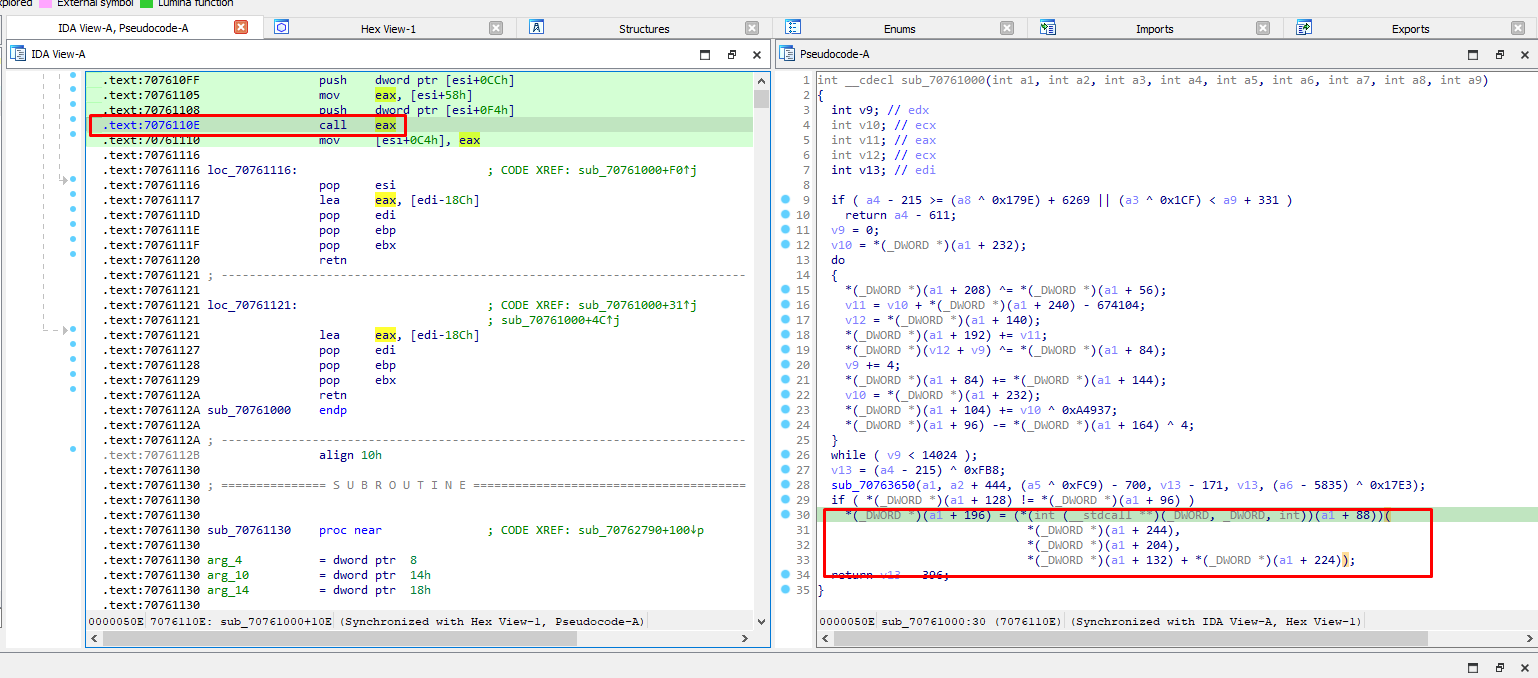 xplored External symbol Lumina function
IDA View-A, Pseudocode-A Hex View-1 Structures Enums Imports Exports
IDA View-A
.text:707610FF push dword ptr [esi+0CCh]
.text:70761105 mov eax, [esi+58h]
.text:70761108 push dword ptr [esi+0F4h]
.text:7076110E call eax
.text:70761110 mov [esi+0C4h], eax
.text:70761116
.text:70761116 loc_70761116: ; CODE XREF: sub_70761000+F0↑j
.text:70761116 pop esi
.text:70761117 lea eax, [edi-18Ch]
.text:7076111D pop edi
.text:7076111E pop ebp
.text:7076111F pop ebx
.text:70761120 retn
.text:70761121 ; ---------------------------------------------------------------------------
.text:70761121
.text:70761121 loc_70761121: ; CODE XREF: sub_70761000+31↑j
.text:70761121 ; sub_70761000+4C↑j
.text:70761121 lea eax, [edi-18Ch]
.text:70761127 pop edi
.text:70761128 pop ebp
.text:70761129 pop ebx
.text:7076112A retn
.text:7076112A sub_70761000 endp
.text:7076112A
.text:7076112A ; ---------------------------------------------------------------------------
.text:7076112B align 10h
.text:70761130
.text:70761130 ; =============== S U B R O U T I N E =======================================
.text:70761130
.text:70761130
.text:70761130 sub_70761130 proc near ; CODE XREF: sub_70762790+100↓p
.text:70761130
.text:70761130 arg_4 = dword ptr 8
.text:70761130 arg_10 = dword ptr 14h
.text:70761130 arg_14 = dword ptr 18h
.text:70761130
0000050E 7076110E: sub_70761000+10E (Synchronized with Hex View-1, Pseudocode-A)
Pseudocode-A
1 int __cdecl sub_70761000(int a1, int a2, int a3, int a4, int a5, int a6, int a7, int a8, int a9)
2 {
3 int v9; // edx
4 int v10; // ecx
5 int v11; // eax
6 int v12; // ecx
7 int v13; // edi
8
9 if ( a4 - 215 >= (a8 ^ 0x179E) + 6269 || (a3 ^ 0x1CF) < a9 + 331 )
10 return a4 - 611;
11 v9 = 0;
12 v10 = *(_DWORD *)(a1 + 232);
13 do
14 {
15 *(_DWORD *)(a1 + 208) ^= *(_DWORD *)(a1 + 56);
16 v11 = v10 + *(_DWORD *)(a1 + 240) - 674104;
17 v12 = *(_DWORD *)(a1 + 140);
18 *(_DWORD *)(a1 + 192) += v11;
19 *(_DWORD *)(v12 + v9) ^= *(_DWORD *)(a1 + 84);
20 v9 += 4;
21 *(_DWORD *)(a1 + 84) += *(_DWORD *)(a1 + 144);
22 v10 = *(_DWORD *)(a1 + 232);
23 *(_DWORD *)(a1 + 104) += v10 ^ 0xA4937;
24 *(_DWORD *)(a1 + 96) -= *(_DWORD *)(a1 + 164) ^ 4;
25 }
26 while ( v9 < 14024 );
27 v13 = (a4 - 215) ^ 0xFB8;
28 sub_70763650(a1, a2 + 444, (a5 ^ 0xFC9) - 700, v13 - 171, v13, (a6 - 5835) ^ 0x17E3);
29 if ( *(_DWORD *)(a1 + 128) != *(_DWORD *)(a1 + 96) )
30 *(_DWORD *)(a1 + 196) = (*(int (__stdcall **)(_DWORD, _DWORD, int))(a1 + 88))(
31 *(_DWORD *)(a1 + 244),
32 *(_DWORD *)(a1 + 204),
33 *(_DWORD *)(a1 + 132) + *(_DWORD *)(a1 + 224));
34 return v13 - 396;
35 }
0000050E sub_70761000:30 (7076110E) (Synchronized with IDA View-A, Hex View-1)